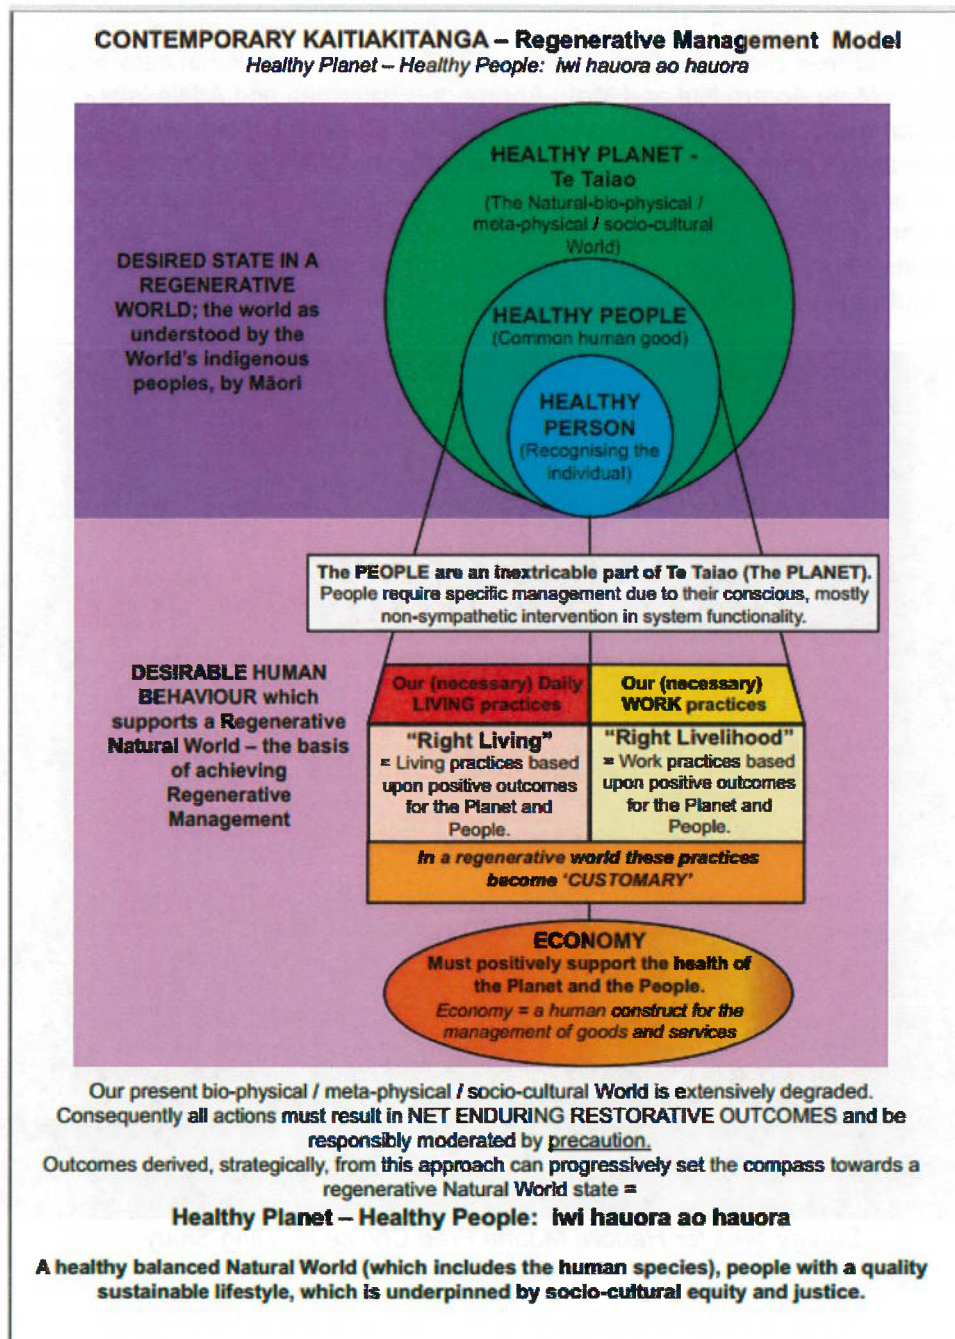 CONTEMPORARY KAITIAKITANGA – Regenerative Management Model
Healthy Planet – Healthy People: iwi hauora ao hauora
HEALTHY PLANET -
Te Taiao
(The Natural-bio-physical /
meta-physical / socio-cultural
World)
DESIRED STATE IN A
REGENERATIVE
WORLD; the world as
understood by the
World's indigenous
peoples, by Māori
HEALTHY PEOPLE
(Common human good)
HEALTHY
PERSON
(Recognising the
individual)
The PEOPLE are an inextricable part of Te Taiao (The PLANET).
People require specific management due to their conscious, mostly
non-sympathetic intervention in system functionality.
DESIRABLE HUMAN
BEHAVIOUR which
supports a Regenerative
Natural World – the basis
of achieving
Regenerative
Management
Our (necessary) Daily
LIVING practices
"Right Living"
= Living practices based
upon positive outcomes
for the Planet and
People.
Our (necessary)
WORK practices
"Right Livelihood"
= Work practices based
upon positive outcomes
for the Planet and
People.
In a regenerative world these practices
become 'CUSTOMARY'
ECONOMY
Must positively support the health of
the Planet and the People.
Economy = a human construct for the
management of goods and services
Our present bio-physical / meta-physical / socio-cultural World is extensively degraded.
Consequently all actions must result in NET ENDURING RESTORATIVE OUTCOMES and be
responsibly moderated by precaution.
Outcomes derived, strategically, from this approach can progressively set the compass towards a
regenerative Natural World state =
Healthy Planet – Healthy People: iwi hauora ao hauora
A healthy balanced Natural World (which includes the human species), people with a quality
sustainable lifestyle, which is underpinned by socio-cultural equity and justice.